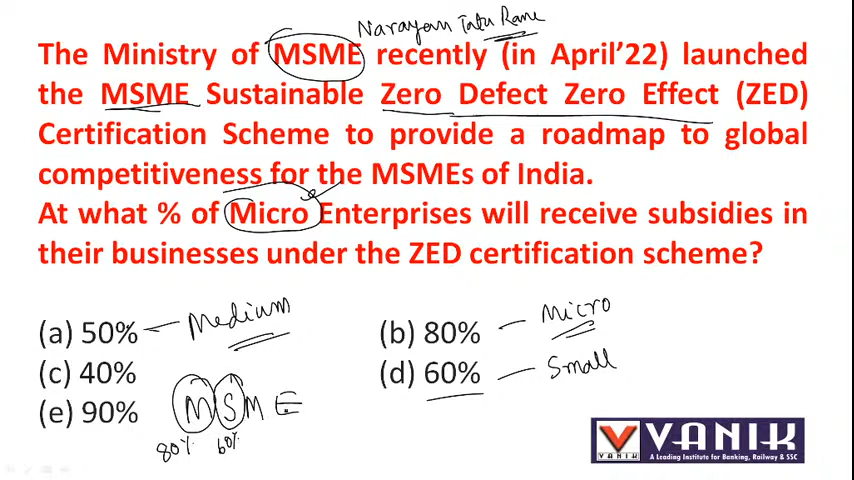 Narayan Tatu Rane
The Ministry of MSME recently (in April'22) launched
the MSME Sustainable Zero Defect Zero Effect (ZED)
Certification Scheme to provide a roadmap to global
competitiveness for the MSMEs of India.
At what % of Micro Enterprises will receive subsidies in
their businesses under the ZED certification scheme?
(a) 50% Medium
(b) 80% Micro
(c) 40%
(d) 60% Small
(e) 90%
MSME
80% 60%
VANIK
VANIK
A Leading Institute for Banking, Railway & SSC